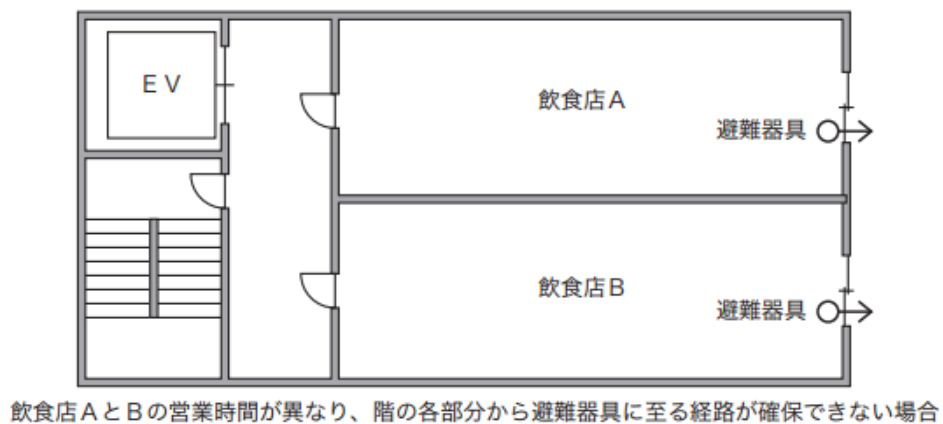 ＥＶ
飲食店Ａ
避難器具
飲食店Ｂ
避難器具
飲食店ＡとＢの営業時間が異なり、階の各部分から避難器具に至る経路が確保できない場合